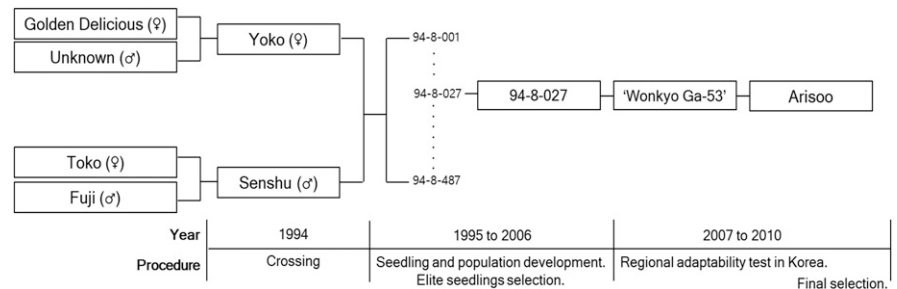 Golden Delicious (♀)
Unknown (♂)
Yoko (♀)
Toko (♀)
Fuji (♂)
Senshu (♂)
94-8-001
94-8-027
94-8-487
94-8-027
‘Wonkyo Ga-53’
Arisoo
Year
1994
1995 to 2006
2007 to 2010
Procedure
Crossing
Seedling and population development.
Elite seedlings selection.
Regional adaptability test in Korea.
Final selection.